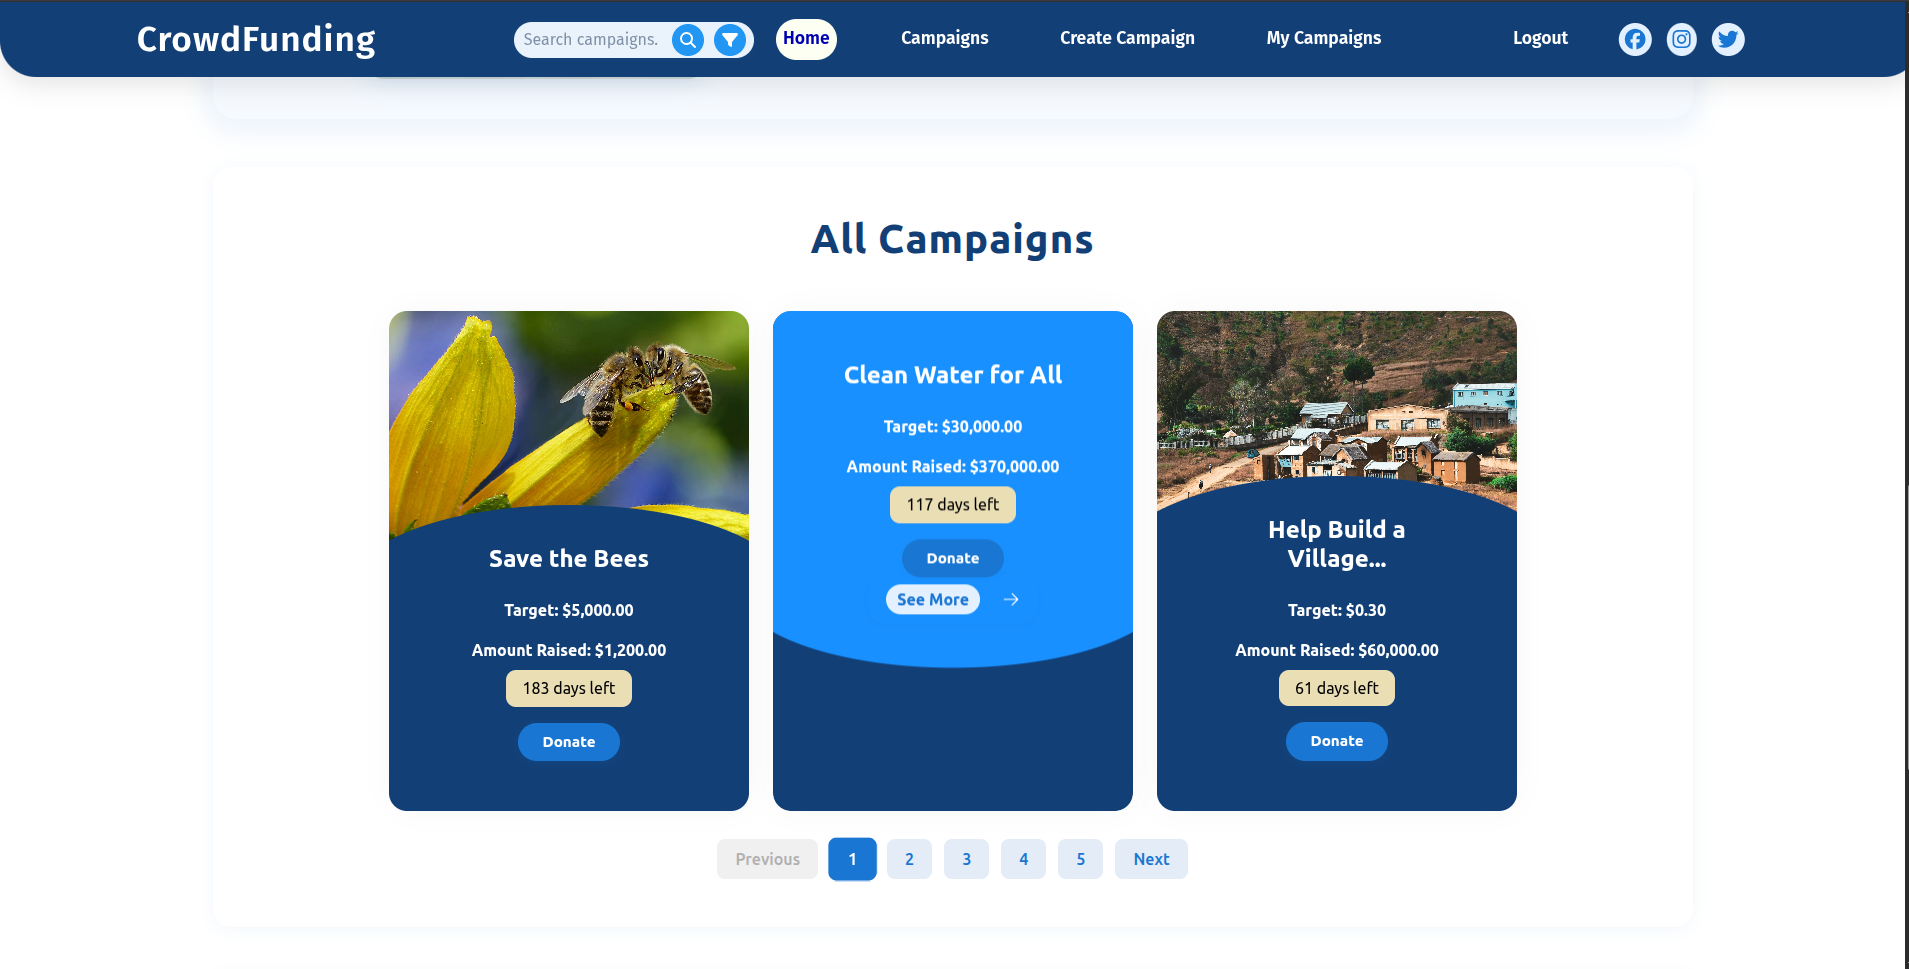 CrowdFunding
Search campaigns.
Home
Campaigns
Create Campaign
My Campaigns
Logout
All Campaigns
Save the Bees
Target: $5,000.00
Amount Raised: $1,200.00
183 days left
Donate
Clean Water for All
Target: $30,000.00
Amount Raised: $370,000.00
117 days left
Donate
See More
Help Build a
Village...
Target: $0.30
Amount Raised: $60,000.00
61 days left
Donate
Previous 1 2 3 4 5 Next